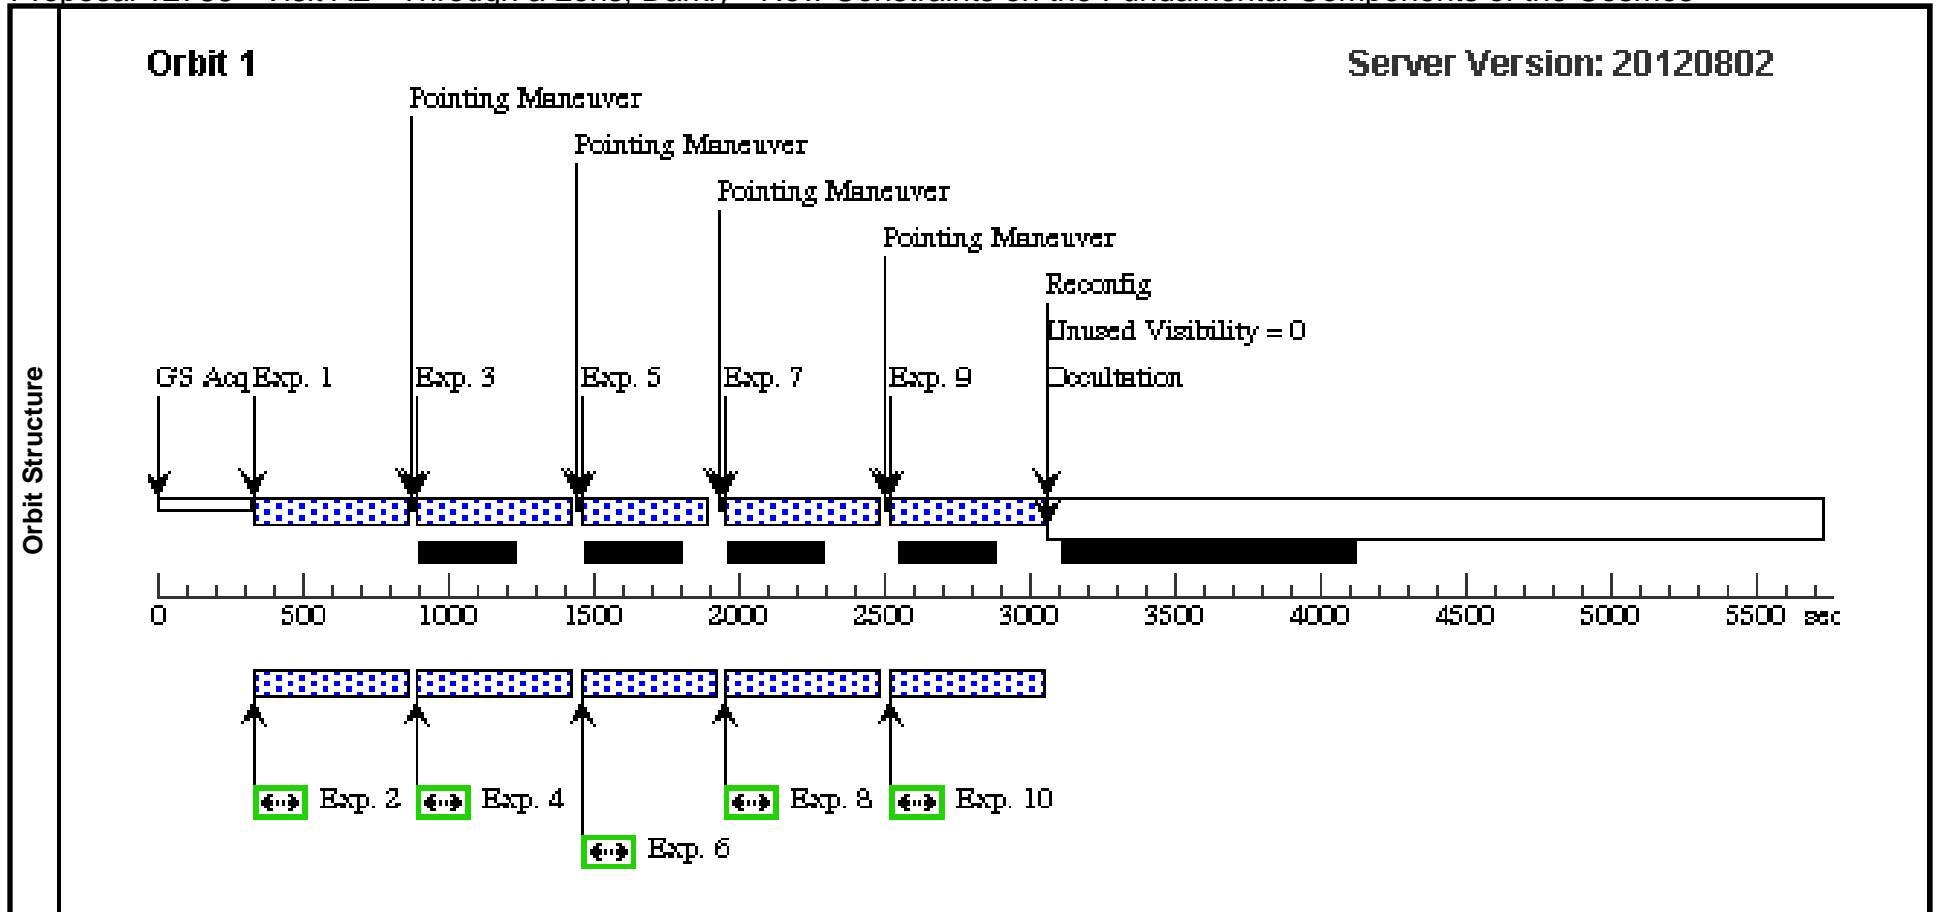 Orbit 1
Server Version: 20120802
Pointing Maneuver
Pointing Maneuver
Pointing Maneuver
Pointing Maneuver
Reconfig
Unused Visibility = 0
GS Acq Exp. 1 Exp. 3 Exp. 5 Exp. 7 Exp. 9 Occultation
Orbit Structure
0 500 1000 1500 2000 2500 3000 3500 4000 4500 5000 5500 sec
Exp. 2 Exp. 4 Exp. 8 Exp. 10
Exp. 6